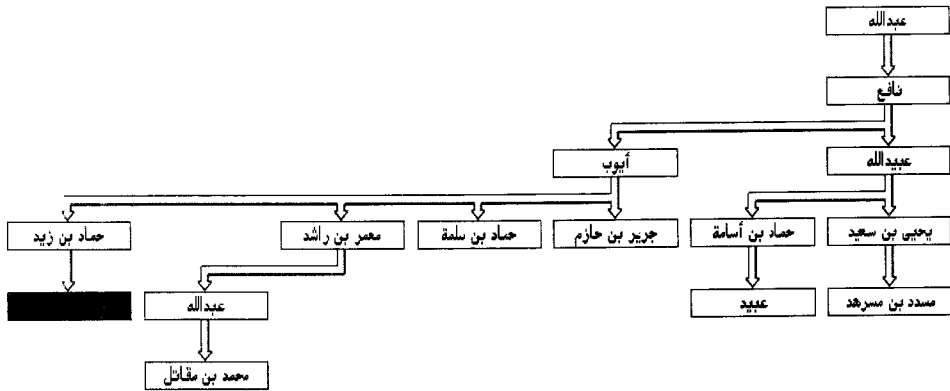 عبدالله
نافع
أيوب
عبيدالله
حماد بن زيد
معمر بن راشد
حماد بن سلمة
جرير بن حازم
حماد بن أسامة
يحيى بن سعيد
عبدالله
عبيد
مسدد بن مسرهد
محمد بن مقاتل